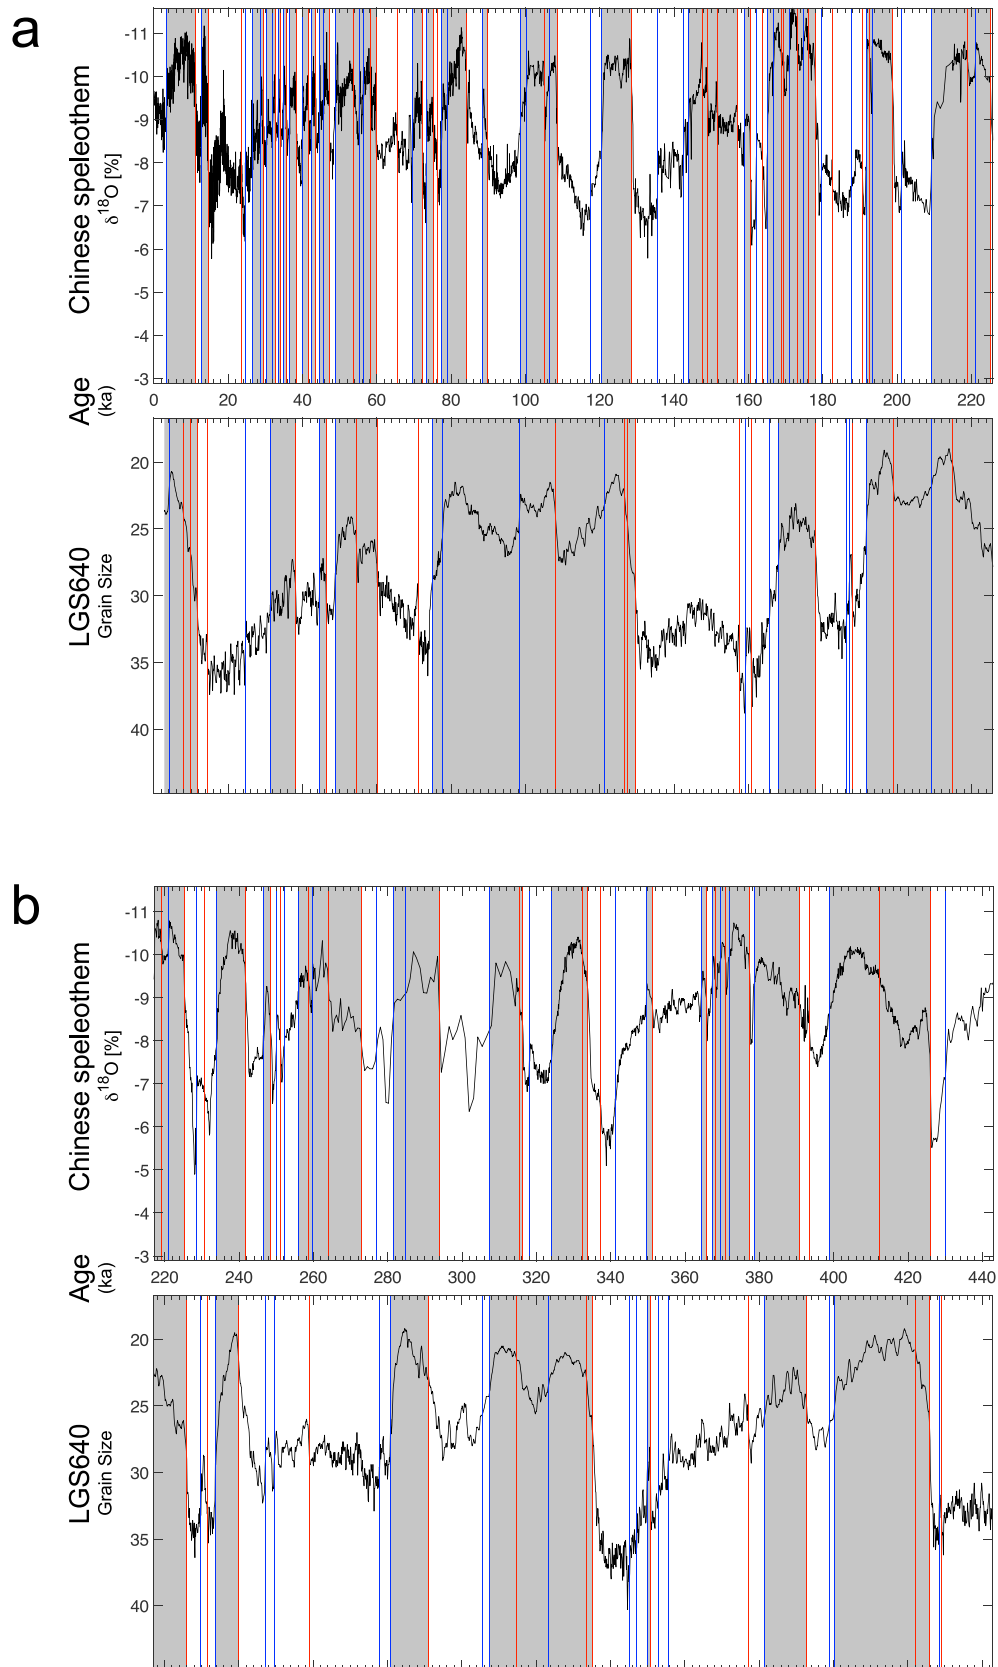 a
Chinese speleothem
δ18O [%]
-11
-10
-9
-8
-7
-6
-5
-4
-3
Age
(ka)
0 20 40 60 80 100 120 140 160 180 200 220
LGS640
Grain Size
20
25
30
35
40
b
Chinese speleothem
δ18O [%]
-11
-10
-9
-8
-7
-6
-5
-4
-3
Age
(ka)
220 240 260 280 300 320 340 360 380 400 420 440
LGS640
Grain Size
20
25
30
35
40